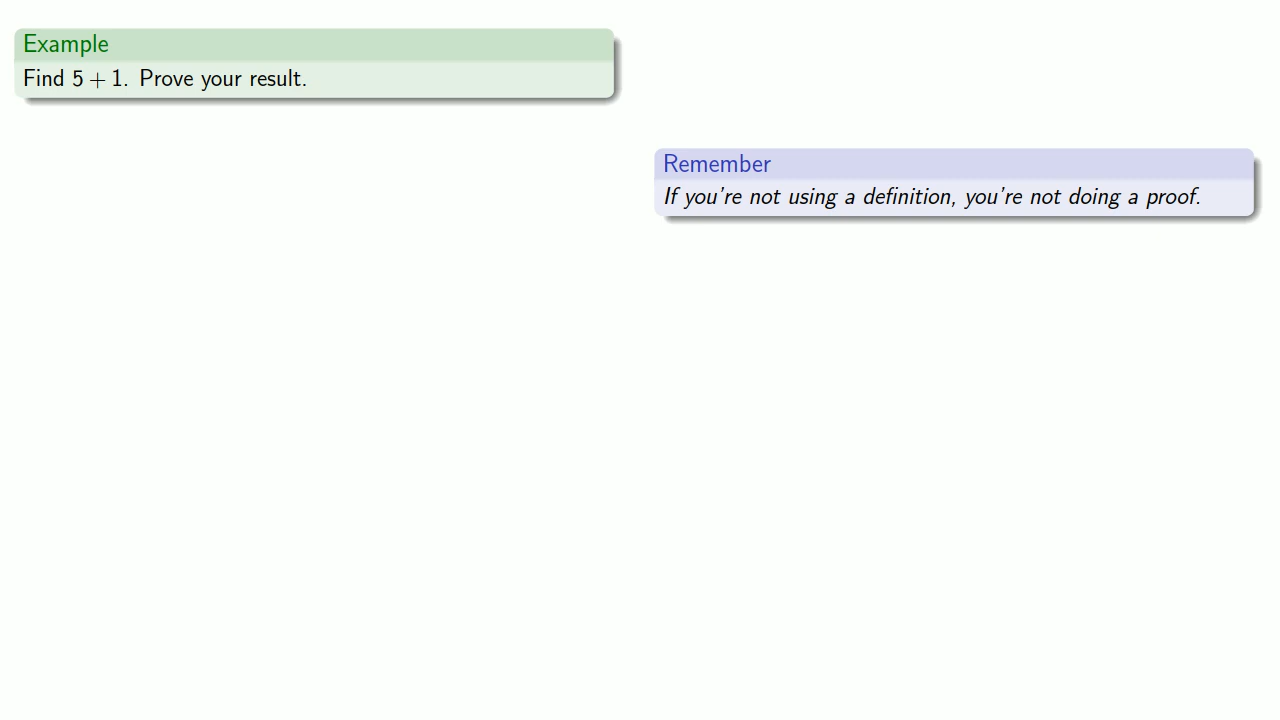 Example
Find 5 + 1. Prove your result.
Remember
If you're not using a definition, you're not doing a proof.